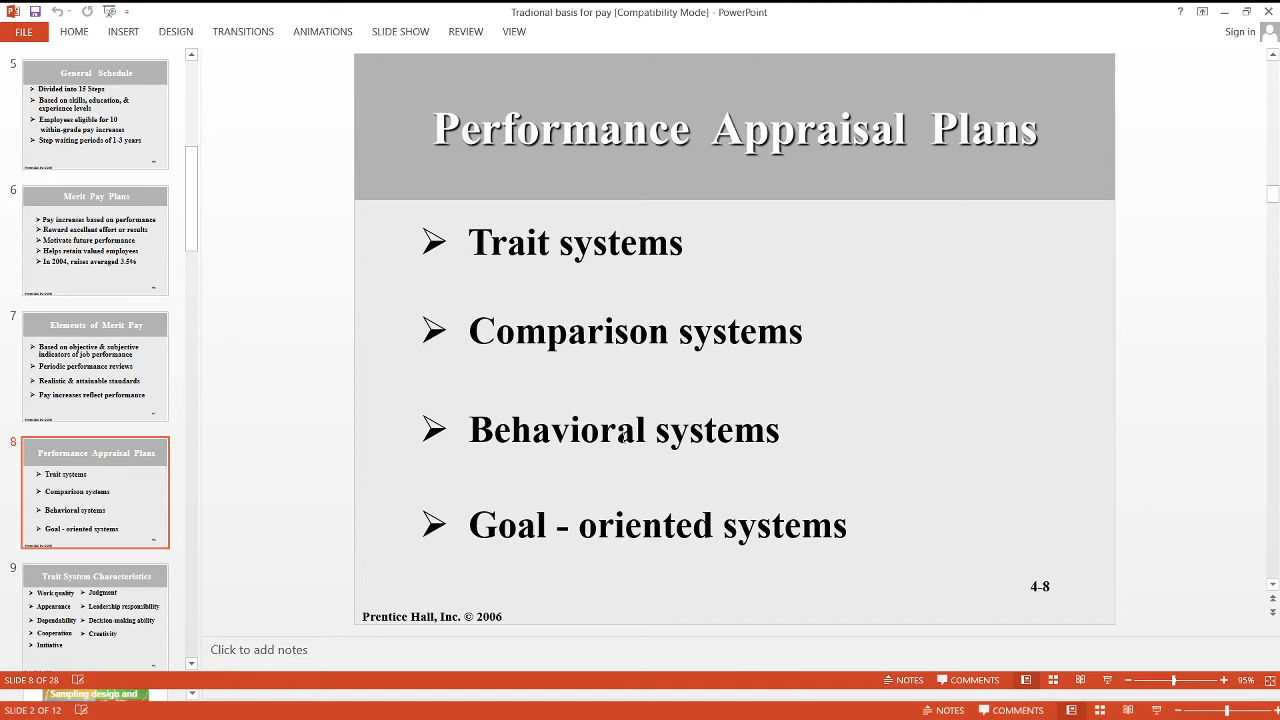 Tradional basis for pay [Compatibility Mode] - PowerPoint
FILE HOME INSERT DESIGN TRANSITIONS ANIMATIONS SLIDE SHOW REVIEW VIEW Sign in
5
General Schedule
Divided into 15 Steps
Based on skills, education, &
experience levels
Employees eligible for 10
within-grade pay increases
Step waiting periods of 1-3 years
6
Merit Pay Plans
Pay increases based on performance
Reward excellent effort or results
Motivate future performance
Helps retain valued employees
In 2004, raises averaged 3.5%
7
Elements of Merit Pay
Based on objective & subjective
indicators of job performance
Periodic performance reviews
Realistic & attainable standards
Pay increases reflect performance
8
Performance Appraisal Plans
Trait systems
Comparison systems
Behavioral systems
Goal - oriented systems
9
Trait System Characteristics
Work quality Judgment
Appearance Leadership responsibility
Dependability Decision-making ability
Cooperation Creativity
Initiative
Performance Appraisal Plans
Trait systems
Comparison systems
Behavioral systems
Goal - oriented systems
4-8
Prentice Hall, Inc. © 2006
Click to add notes
SLIDE 8 OF 28 NOTES COMMENTS 95%
Sampling design and
SLIDE 2 OF 12 NOTES COMMENTS